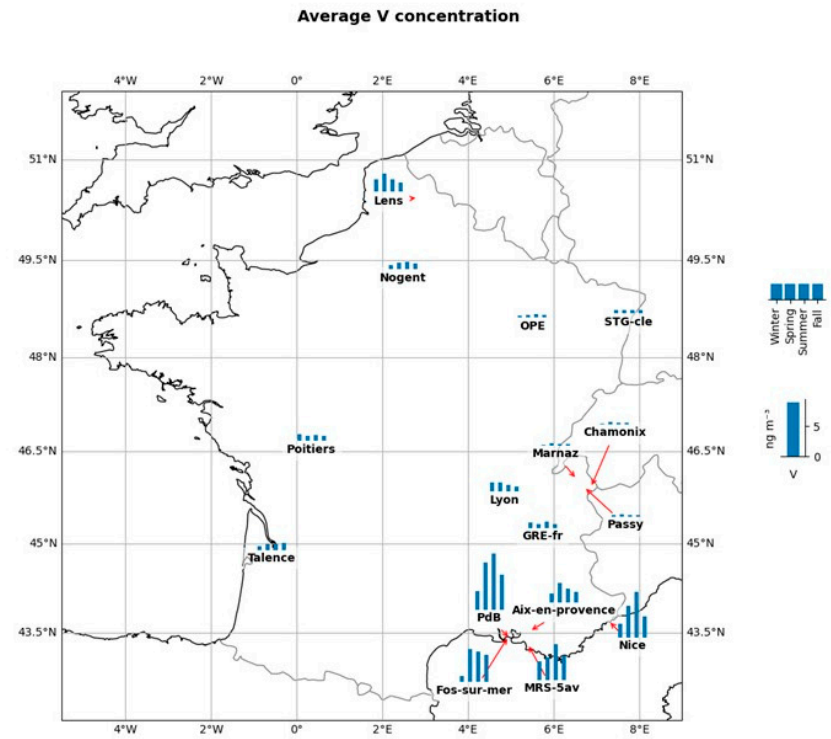 Average V concentration
4°W 2°W 0° 2°E 4°E 6°E 8°E
51°N 51°N
Lens
49.5°N 49.5°N
Nogent
OPE STG-cle
Winter
Spring
Summer
Fall
48°N 48°N
ng m⁻³
5
0
V
Chamonix
Poitiers
46.5°N 46.5°N
Marnaz
Lyon
Passy
GRE-fr
45°N 45°N
Talence
Aix-en-provence
PdB
43.5°N 43.5°N
Nice
Fos-sur-mer MRS-5av
4°W 2°W 0° 2°E 4°E 6°E 8°E